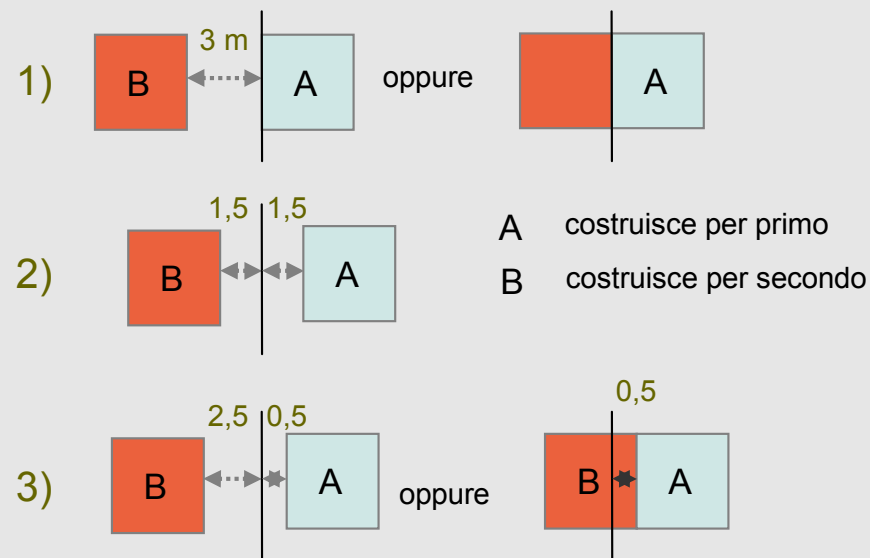 1)
3 m
B
A
oppure
A
2)
1,5 1,5
B
A
A costruisce per primo
B costruisce per secondo
3)
2,5 0,5
B
A
oppure
0,5
B
A